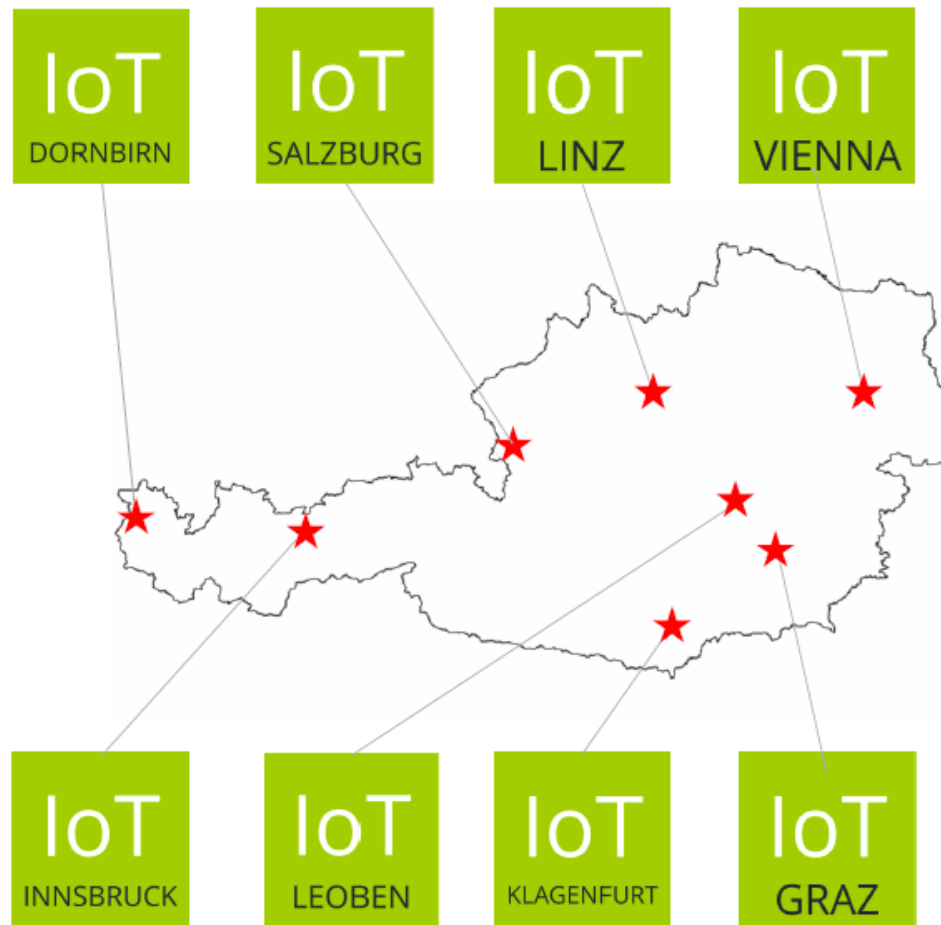 IoT
DORNBIRN
IoT
SALZBURG
IoT
LINZ
IoT
VIENNA
IoT
INNSBRUCK
IoT
LEOBEN
IoT
KLAGENFURT
IoT
GRAZ